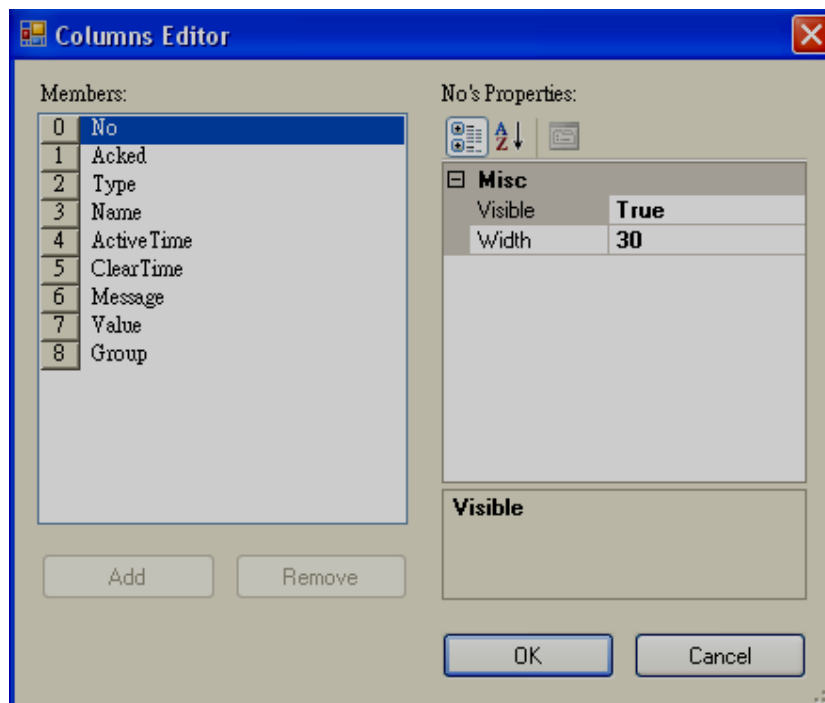 Columns Editor
Members:
0 No
1 Acked
2 Type
3 Name
4 ActiveTime
5 ClearTime
6 Message
7 Value
8 Group
Add Remove
No's Properties:
A
Z
Misc
Visible True
Width 30
Visible
OK Cancel